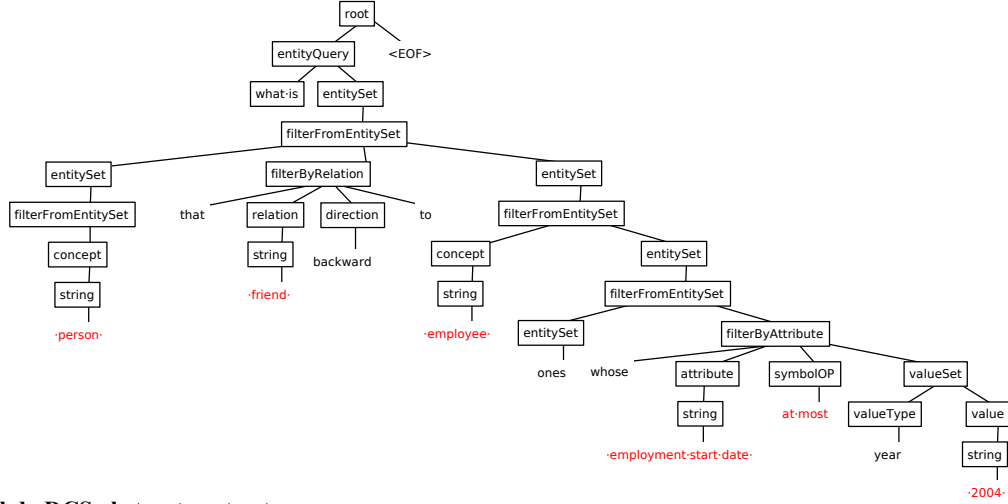 root
entityQuery <EOF>
what·is entitySet
filterFromEntitySet
entitySet filterByRelation entitySet
filterFromEntitySet that relation direction to filterFromEntitySet
concept string backward concept entitySet
string ·friend· string filterFromEntitySet
·person· ·employee· entitySet filterByAttribute
ones whose attribute symbolOP valueSet
string at·most valueType value
·employment·start·date· year string
·2004·